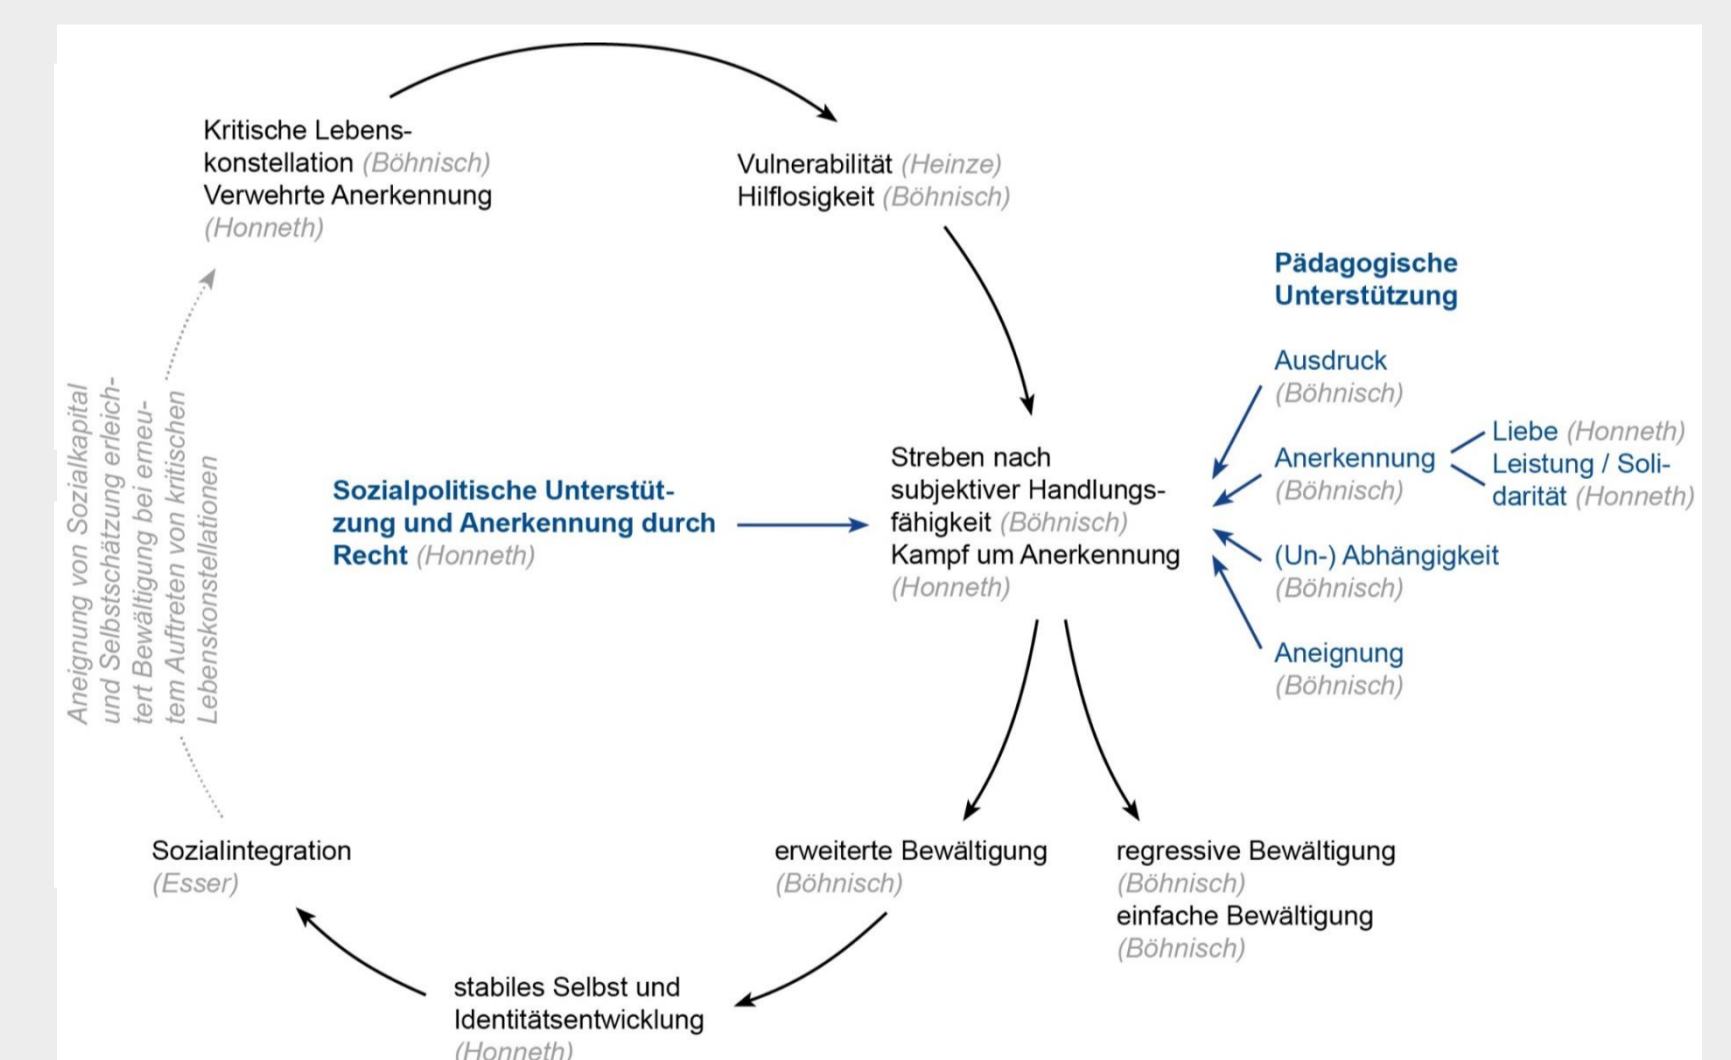 Kritische Lebens-
konstellation (Böhnisch)
Verwehrte Anerkennung
(Honneth)
Vulnerabilität (Heinze)
Hilflosigkeit (Böhnisch)
Pädagogische
Unterstützung
Ausdruck
(Böhnisch)
Anerkennung
(Böhnisch)
Liebe (Honneth)
Leistung / Soli-
darität (Honneth)
(Un-) Abhängigkeit
(Böhnisch)
Aneignung
(Böhnisch)
Streben nach
subjektiver Handlungs-
fähigkeit (Böhnisch)
Kampf um Anerkennung
(Honneth)
Sozialpolitische Unterstüt-
zung und Anerkennung durch
Recht (Honneth)
erweiterte Bewältigung
(Böhnisch)
regressive Bewältigung
(Böhnisch)
einfache Bewältigung
(Böhnisch)
stabiles Selbst und
Identitätsentwicklung
(Honneth)
Sozialintegration
(Esser)
Aneignung von Sozialkapital
und Selbstschätzung erleich-
tert Bewältigung bei erneu-
tem Auftreten von kritischen
Lebenskonstellationen